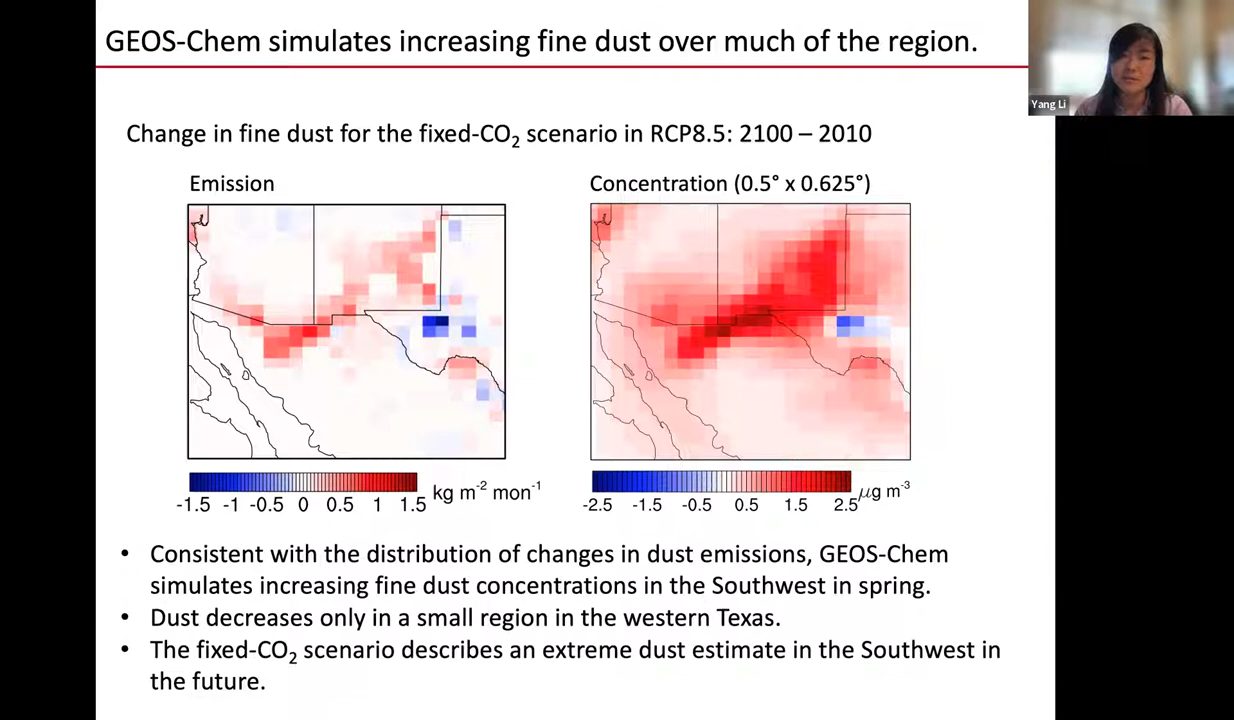 GEOS-Chem simulates increasing fine dust over much of the region.
Yang Li
Change in fine dust for the fixed-CO₂ scenario in RCP8.5: 2100 – 2010
Emission
Concentration (0.5° x 0.625°)
-1.5 -1 -0.5 0 0.5 1 1.5 kg m⁻² mon⁻¹
-2.5 -1.5 -0.5 0.5 1.5 2.5 μg m⁻³
• Consistent with the distribution of changes in dust emissions, GEOS-Chem
simulates increasing fine dust concentrations in the Southwest in spring.
• Dust decreases only in a small region in the western Texas.
• The fixed-CO₂ scenario describes an extreme dust estimate in the Southwest in
the future.